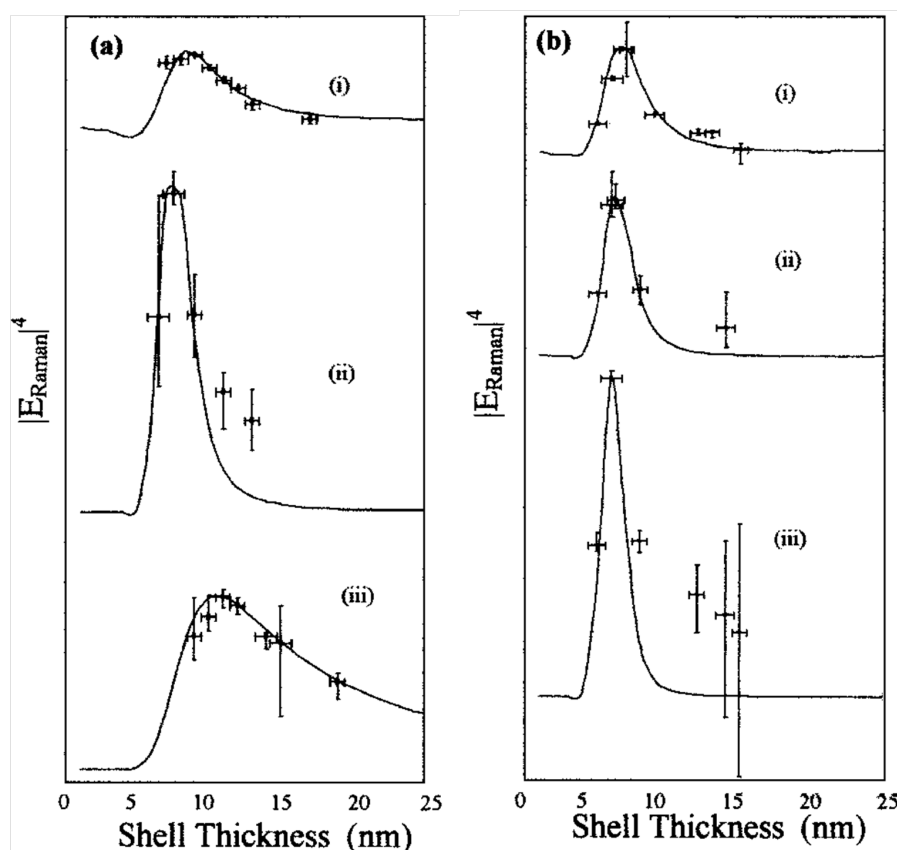 (a)
(i)
(ii)
(iii)
|E_Raman|^4
0 10 15 20 25
Shell Thickness (nm)
(b)
(i)
(ii)
(iii)
|E_Raman|^4
0 5 10 15 20 25
Shell Thickness (nm)